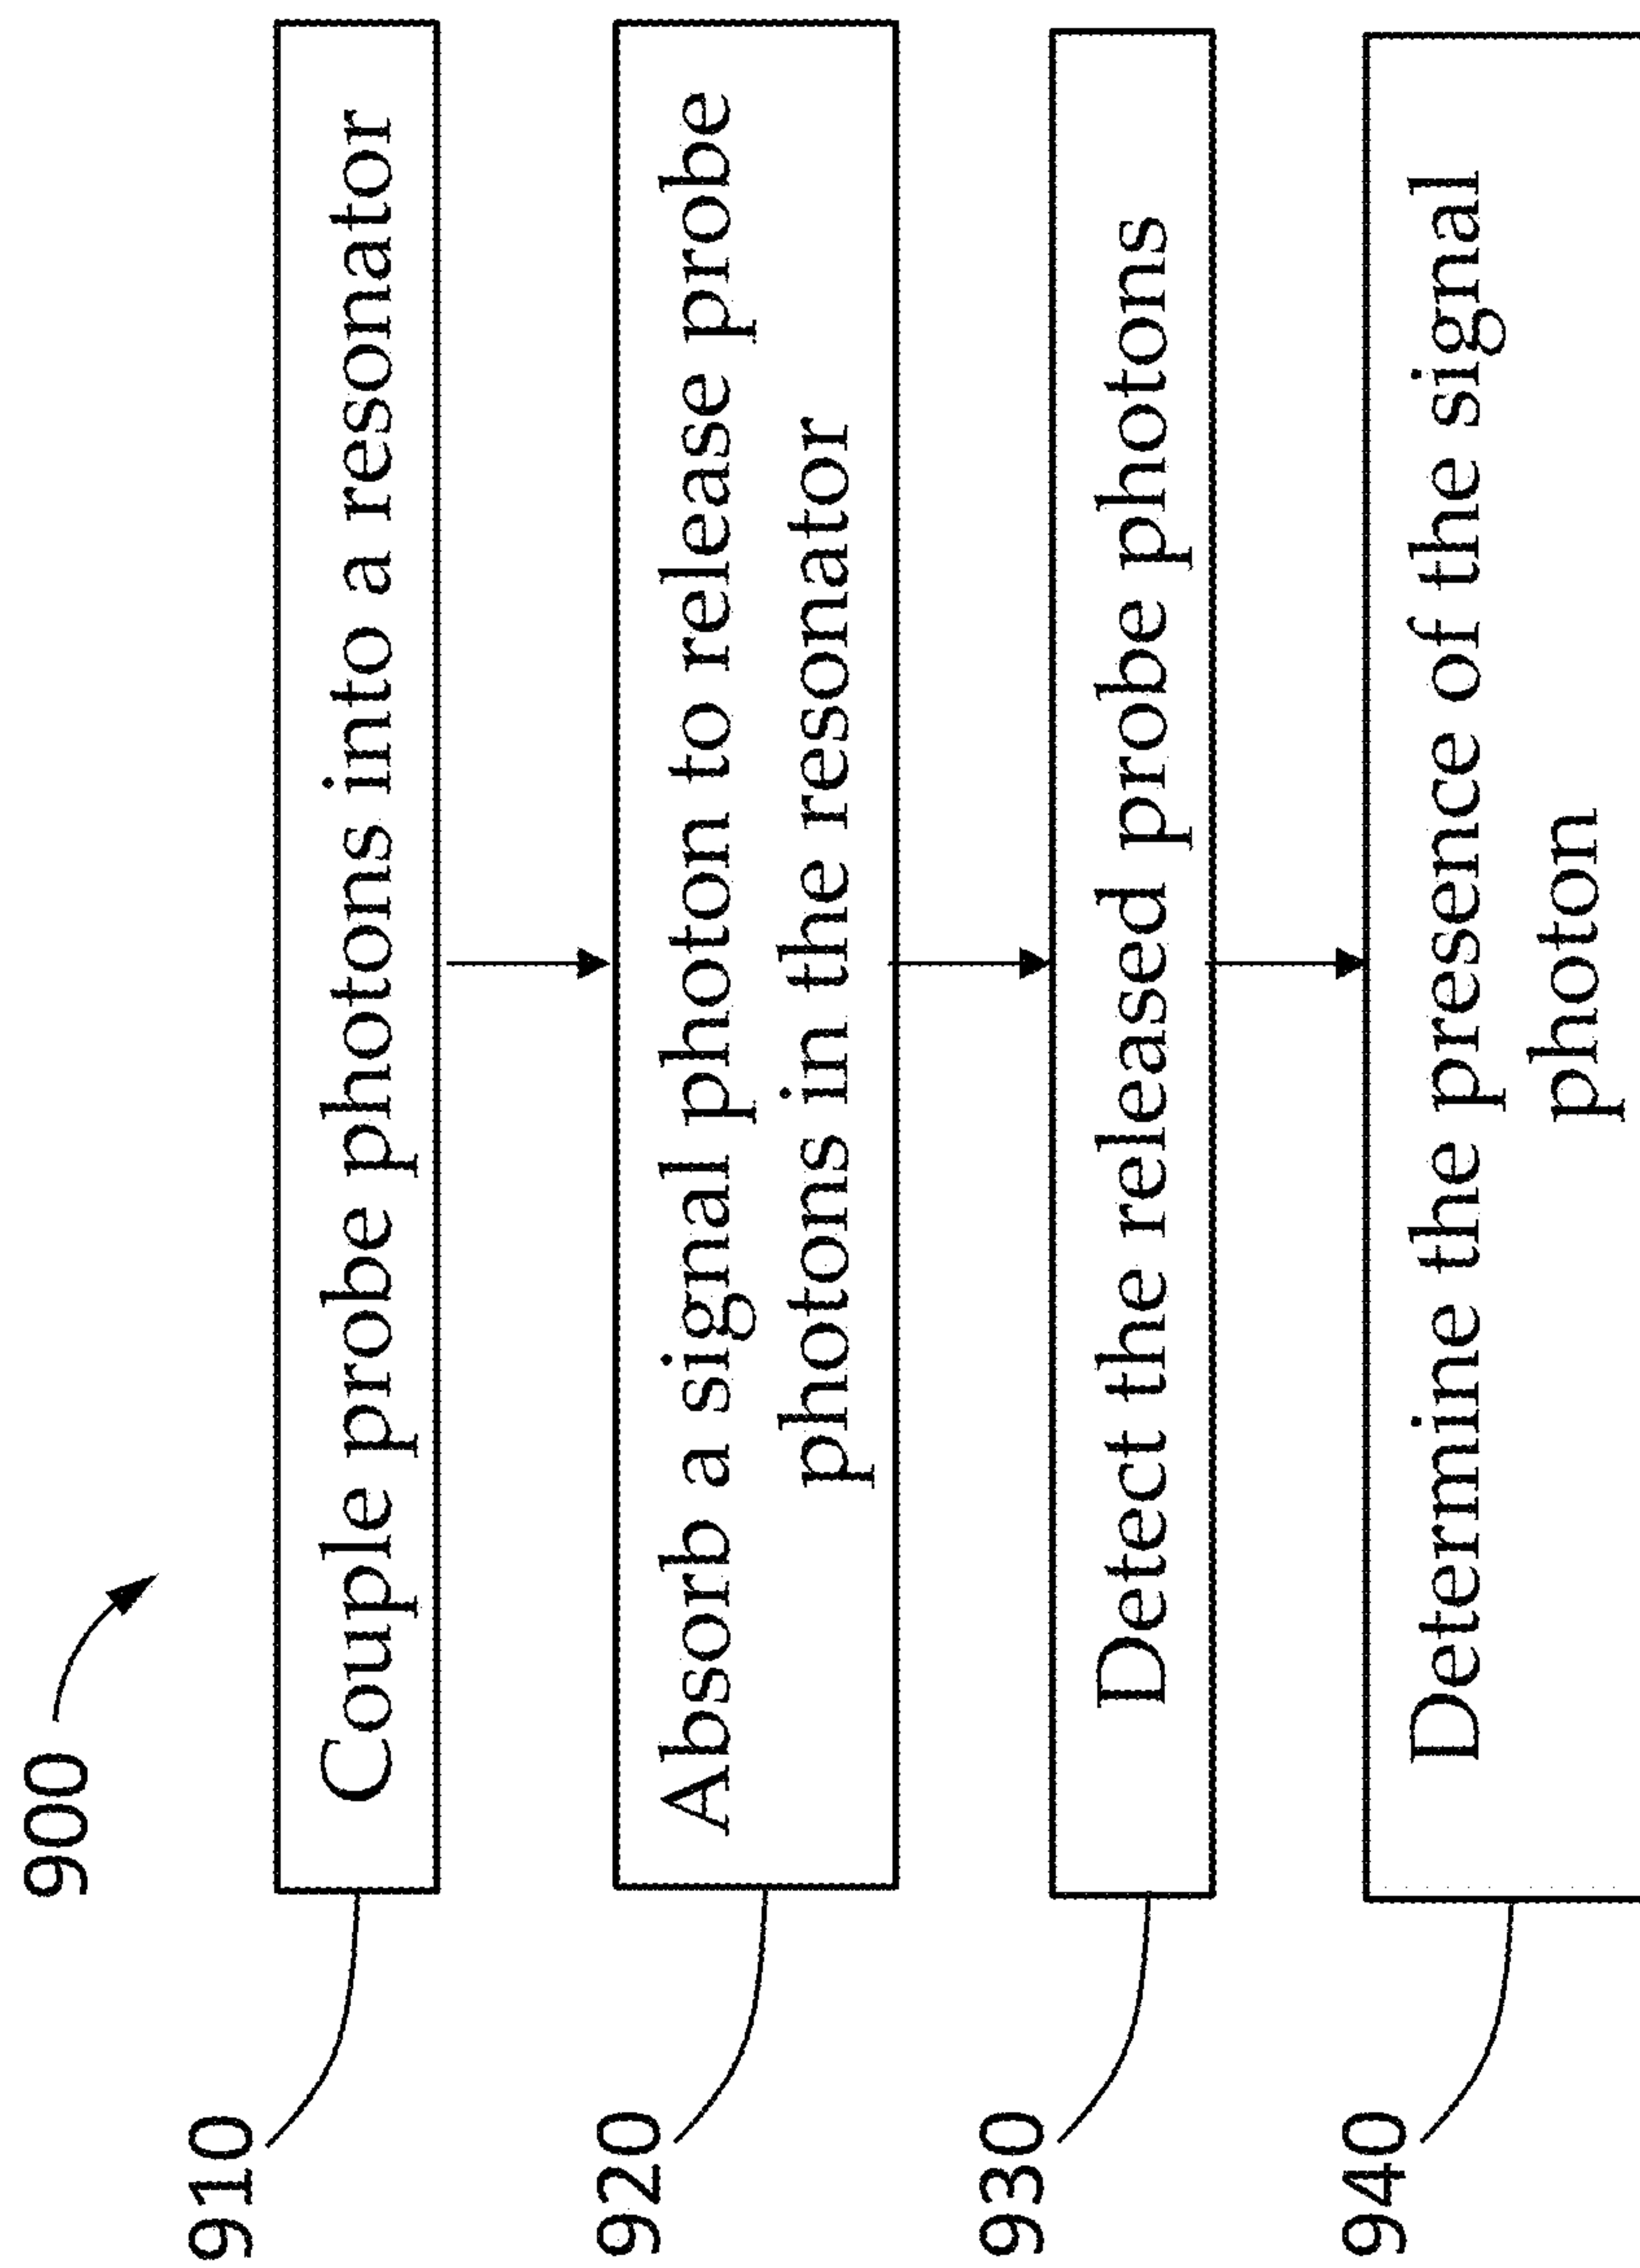 900
910
Couple probe photons into a resonator
920
Absorb a signal photon to release probe
photons in the resonator
930
Detect the released probe photons
940
Determine the presence of the signal
photon